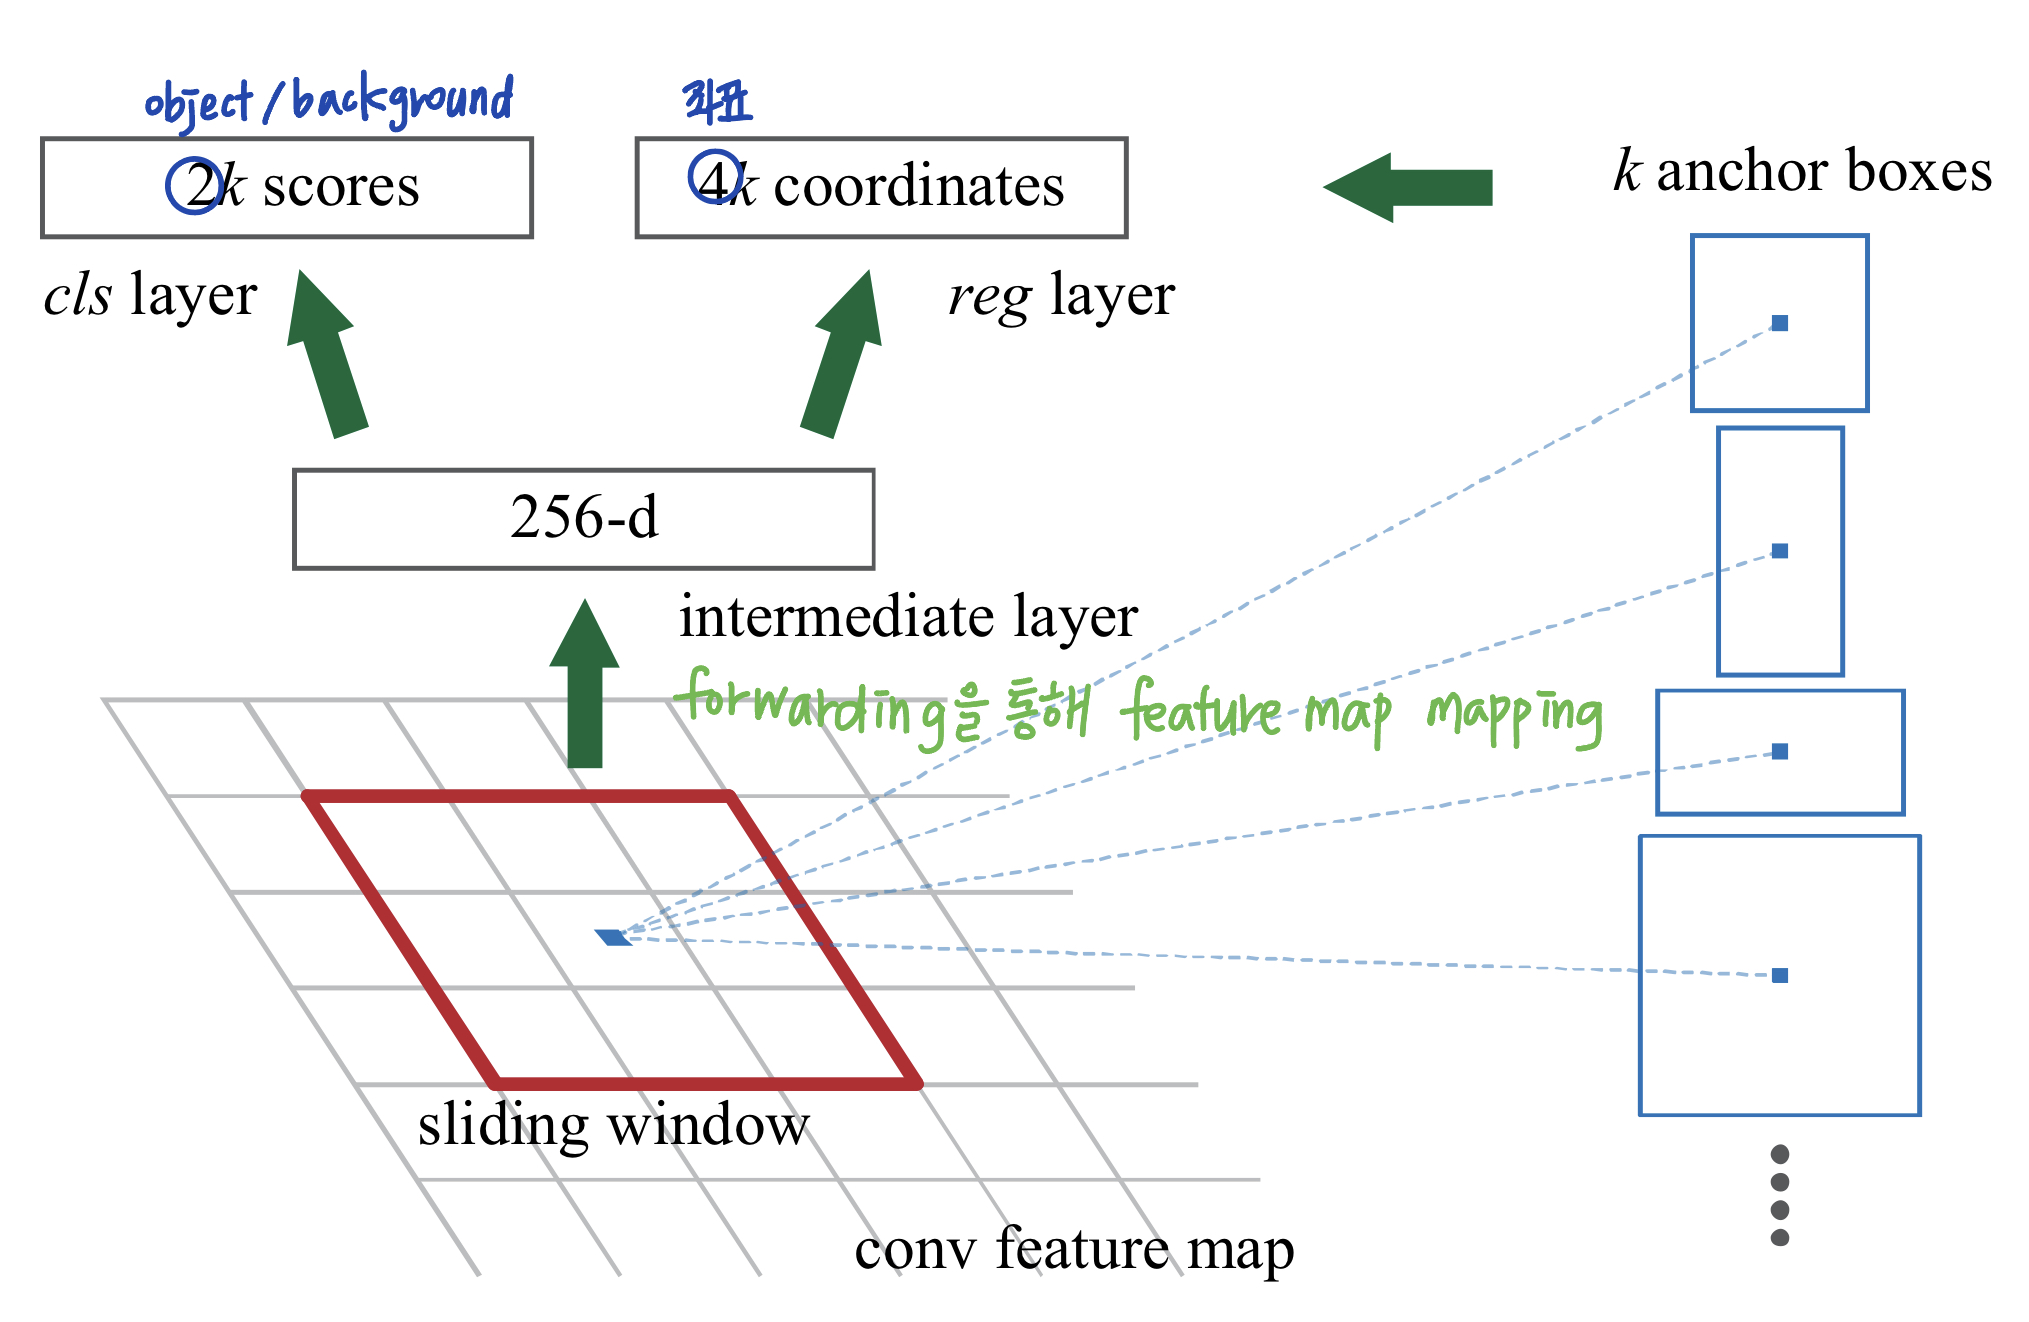 object/background
좌표
2k scores
4k coordinates
k anchor boxes
cls layer
reg layer
256-d
intermediate layer
forwarding을 통해 feature map mapping
sliding window
conv feature map